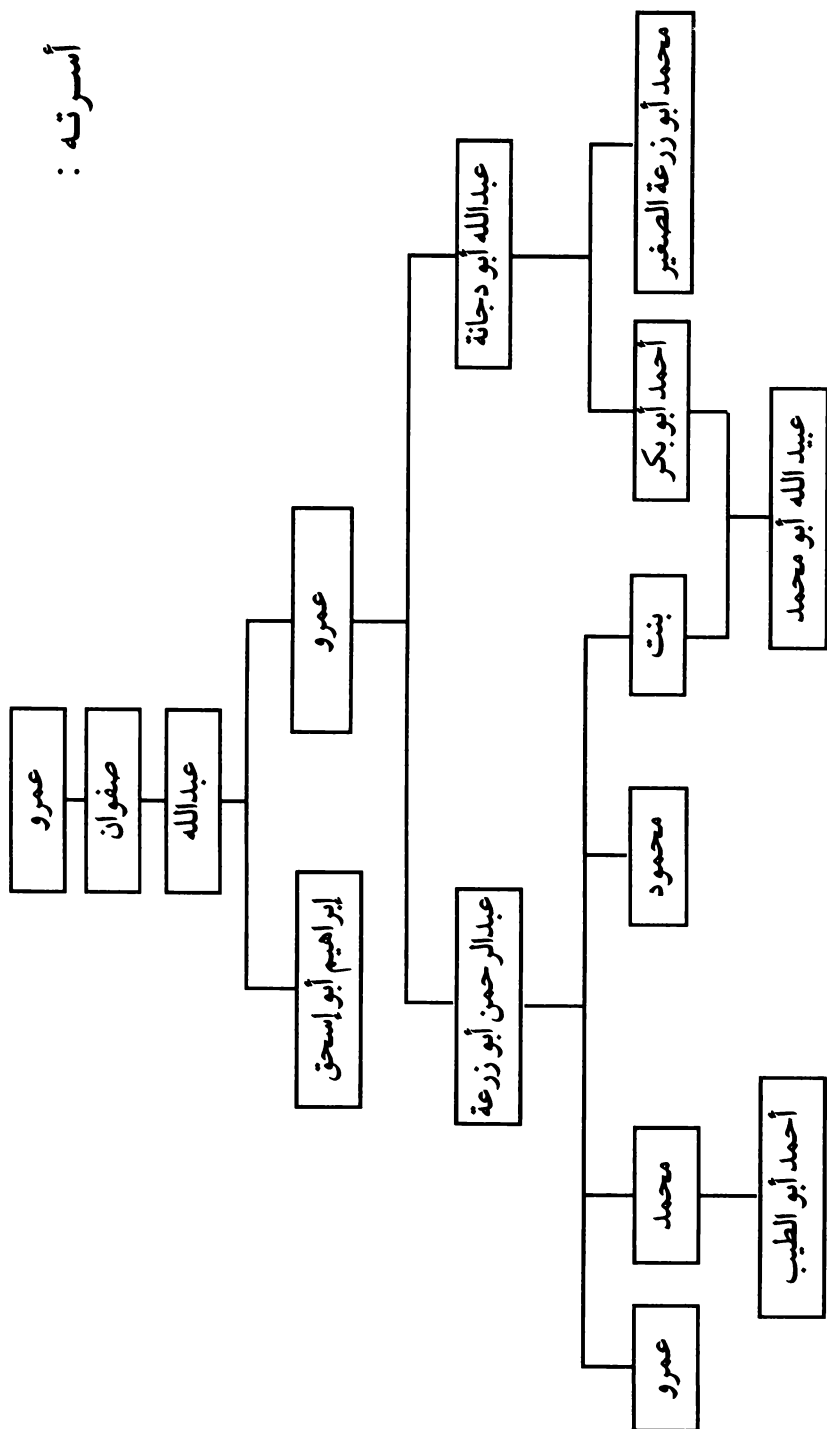 أسرته :
عمرو
صفوان
عبدالله
عمرو
إبراهيم أبو إسحق
عبدالله أبو دجانة
عبدالرحمن أبو زرعة
محمد أبو زرعة الصغير
أحمد أبو بكر
بنت
محمود
محمد
عمرو
عبيد الله أبو محمد
أحمد أبو الطيب